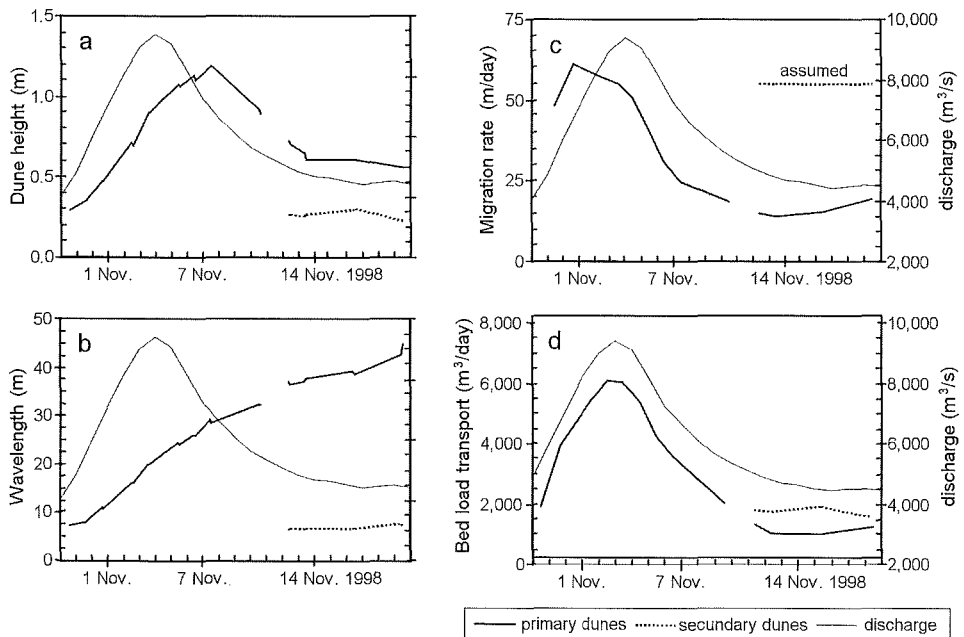 a
Dune height (m)
1.5
1.0
0.5
0.0
1 Nov.
7 Nov.
14 Nov. 1998
c
Migration rate (m/day)
75
50
25
0
assumed
10,000
8,000
6,000
4,000
2,000
discharge (m³/s)
1 Nov.
7 Nov.
14 Nov. 1998
b
Wavelength (m)
50
40
30
20
10
0
1 Nov.
7 Nov.
14 Nov. 1998
d
Bed load transport (m³/day)
8,000
6,000
4,000
2,000
0
10,000
8,000
6,000
4,000
2,000
discharge (m³/s)
1 Nov.
7 Nov.
14 Nov. 1998
primary dunes
secundary dunes
discharge